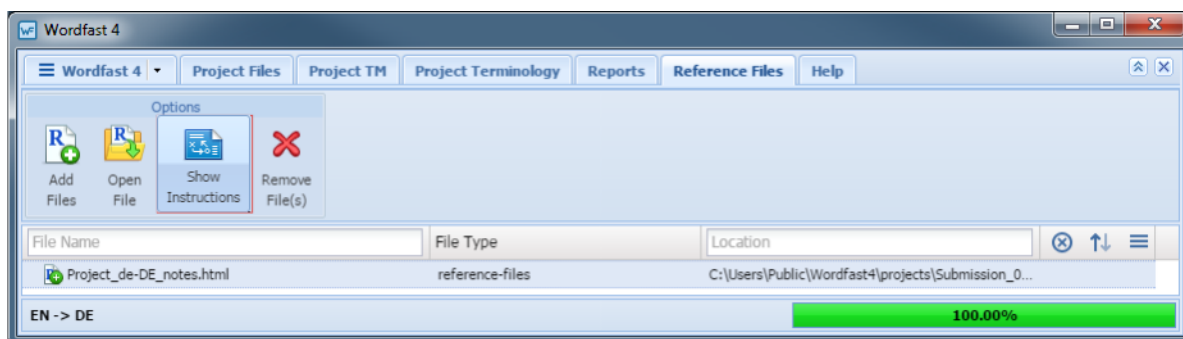 WF Wordfast 4
Wordfast 4 Project Files Project TM Project Terminology Reports Reference Files Help
Options
R R
Add Files
Open File
Show Instructions
Remove File(s)
File Name File Type Location
Project_de-DE_notes.html reference-files C:\Users\Public\Wordfast4\projects\Submission_0...
EN -> DE 100.00%